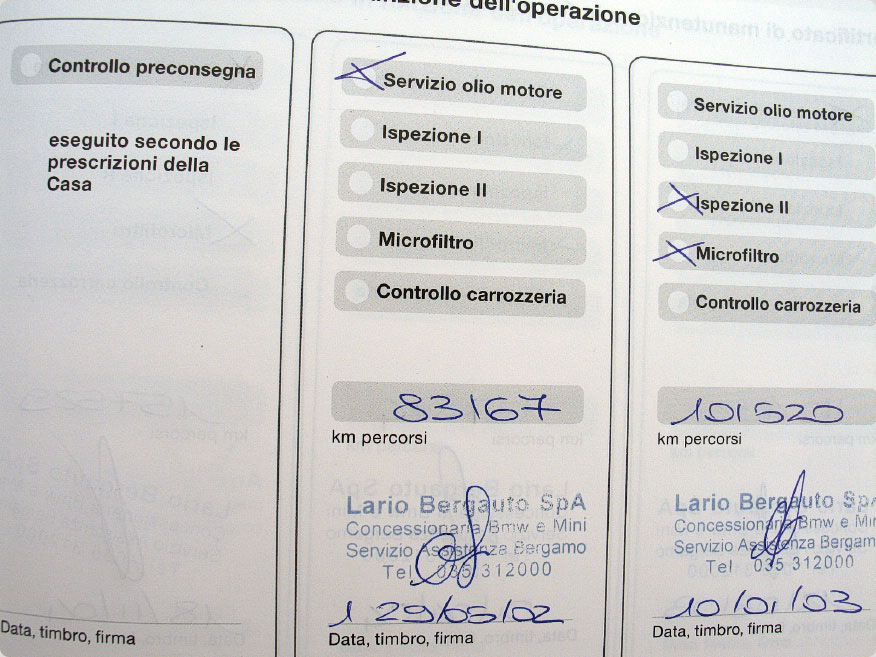 dell'operazione
Controllo preconsegna
eseguito secondo le
prescrizioni della
Casa
Data, timbro, firma
Servizio olio motore
Ispezione I
Ispezione II
Microfiltro
Controllo carrozzeria
83167
km percorsi
Lario Bergauto SpA
Concessionaria Bmw e Mini
Servizio Assistenza Bergamo
Tel 035 312000
29/05/02
Data, timbro, firma
Servizio olio motore
Ispezione I
Ispezione II
Microfiltro
Controllo carrozzeria
101520
km percorsi
Lario Bergauto Sp
Concessionaria Bmw e Mi
Servizio Assistenza Bergam
Tel 035 312000
10/01/03
Data, timbro, firma